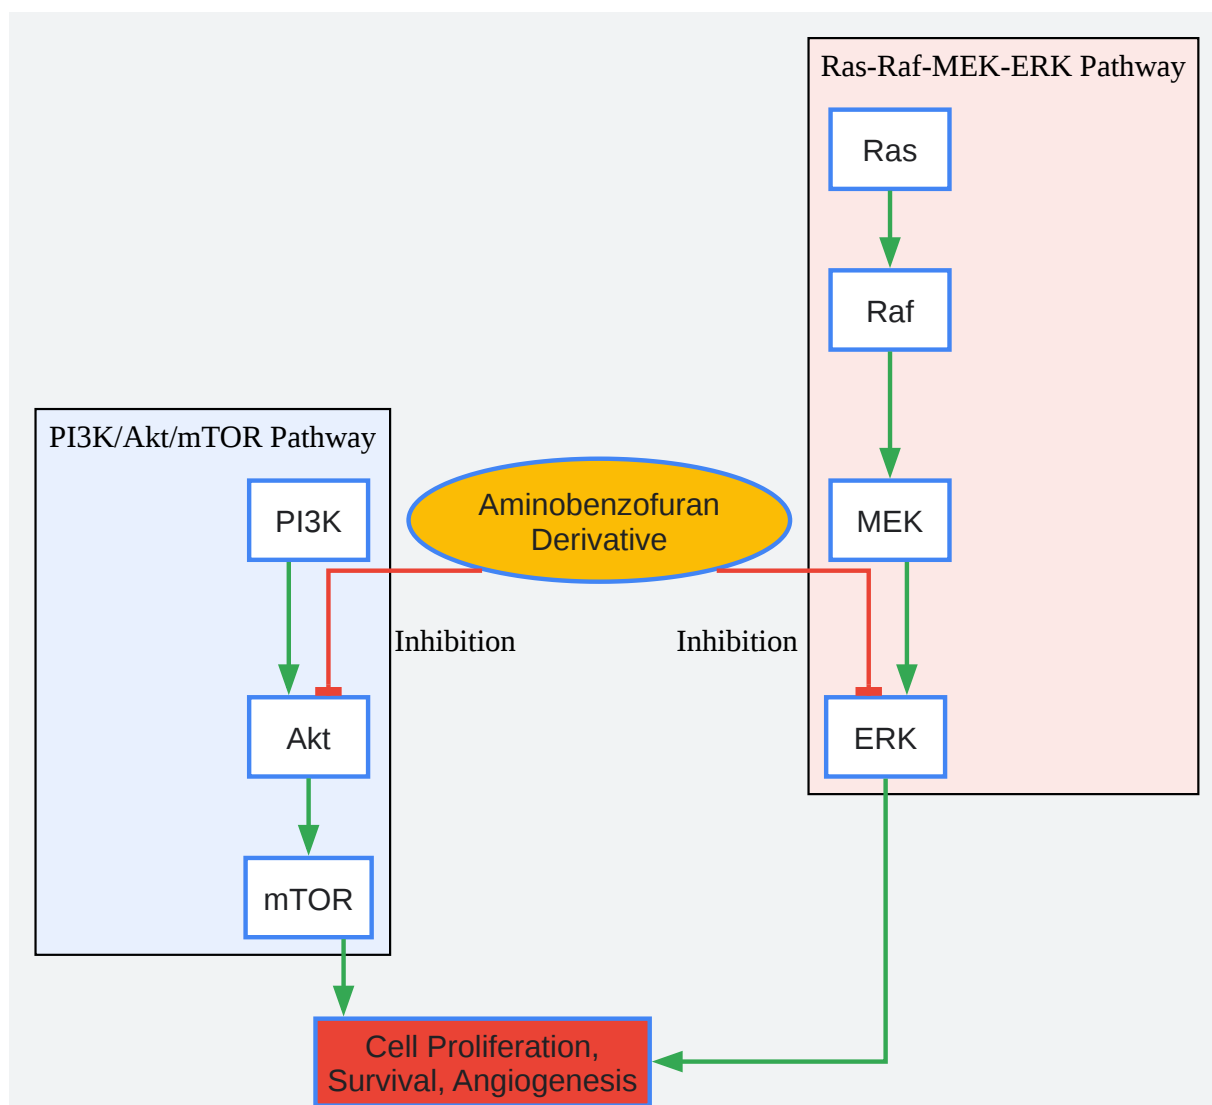 Ras-Raf-MEK-ERK Pathway
Ras
Raf
PI3K/Akt/mTOR Pathway
PI3K
Aminobenzofuran
Derivative
MEK
Inhibition
Inhibition
Akt
ERK
mTOR
Cell Proliferation,
Survival, Angiogenesis